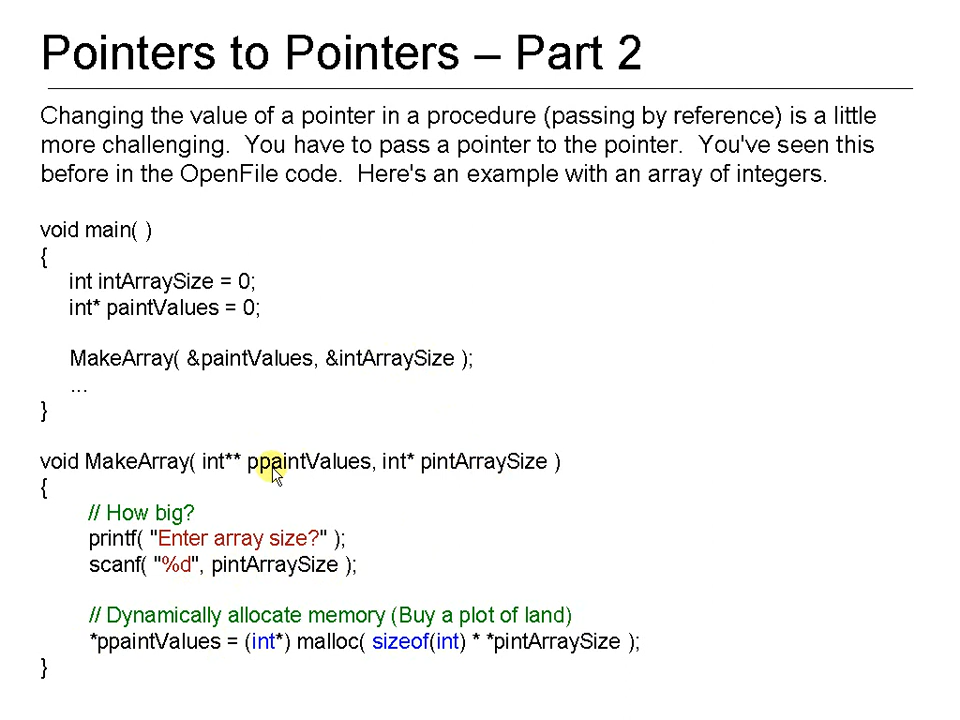 Pointers to Pointers – Part 2
Changing the value of a pointer in a procedure (passing by reference) is a little
more challenging. You have to pass a pointer to the pointer. You've seen this
before in the OpenFile code. Here's an example with an array of integers.
void main( )
{
int intArraySize = 0;
int* paintValues = 0;
MakeArray( &paintValues, &intArraySize );
...
}
void MakeArray( int** ppaintValues, int* pintArraySize )
{
// How big?
printf( "Enter array size?" );
scanf( "%d", pintArraySize );
// Dynamically allocate memory (Buy a plot of land)
*ppaintValues = (int*) malloc( sizeof(int) * *pintArraySize );
}